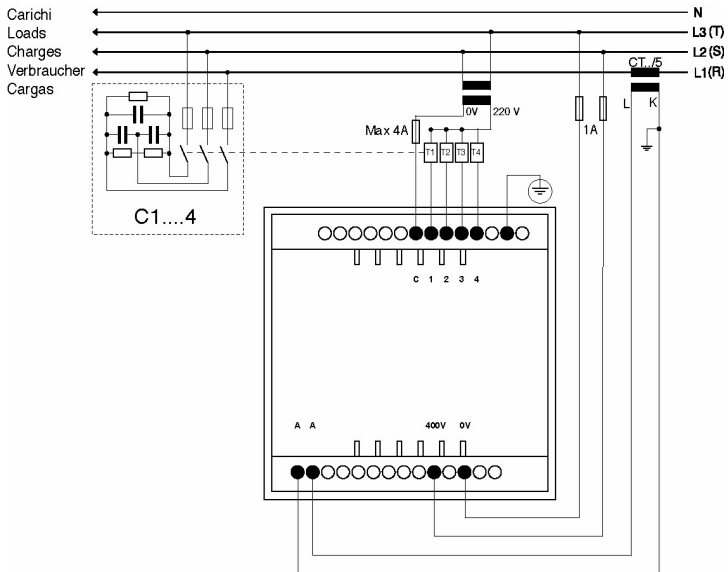 Carichi
Loads
Charges
Verbraucher
Cargas
N
L3 (T)
L2 (S)
L1 (R)
CT../5
L K
0V 220 V
Max 4A
1A
T1 T2 T3 T4
C1....4
C 1 2 3 4
A A 400V 0V